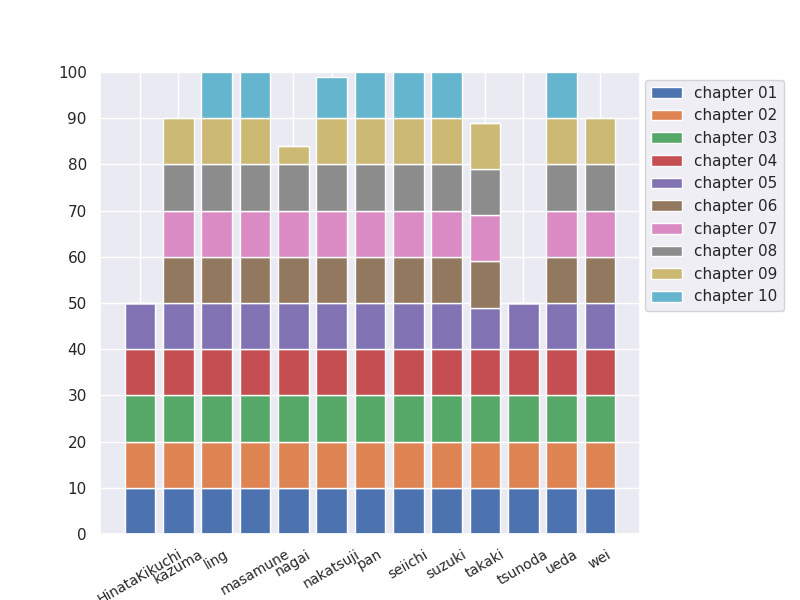 100
90
80
70
60
50
40
30
20
10
0
HinataKikuchi
kazuma
ling
masamune
nagai
nakatsuji
pan
seiichi
suzuki
takaki
tsunoda
ueda
wei
chapter 01
chapter 02
chapter 03
chapter 04
chapter 05
chapter 06
chapter 07
chapter 08
chapter 09
chapter 10